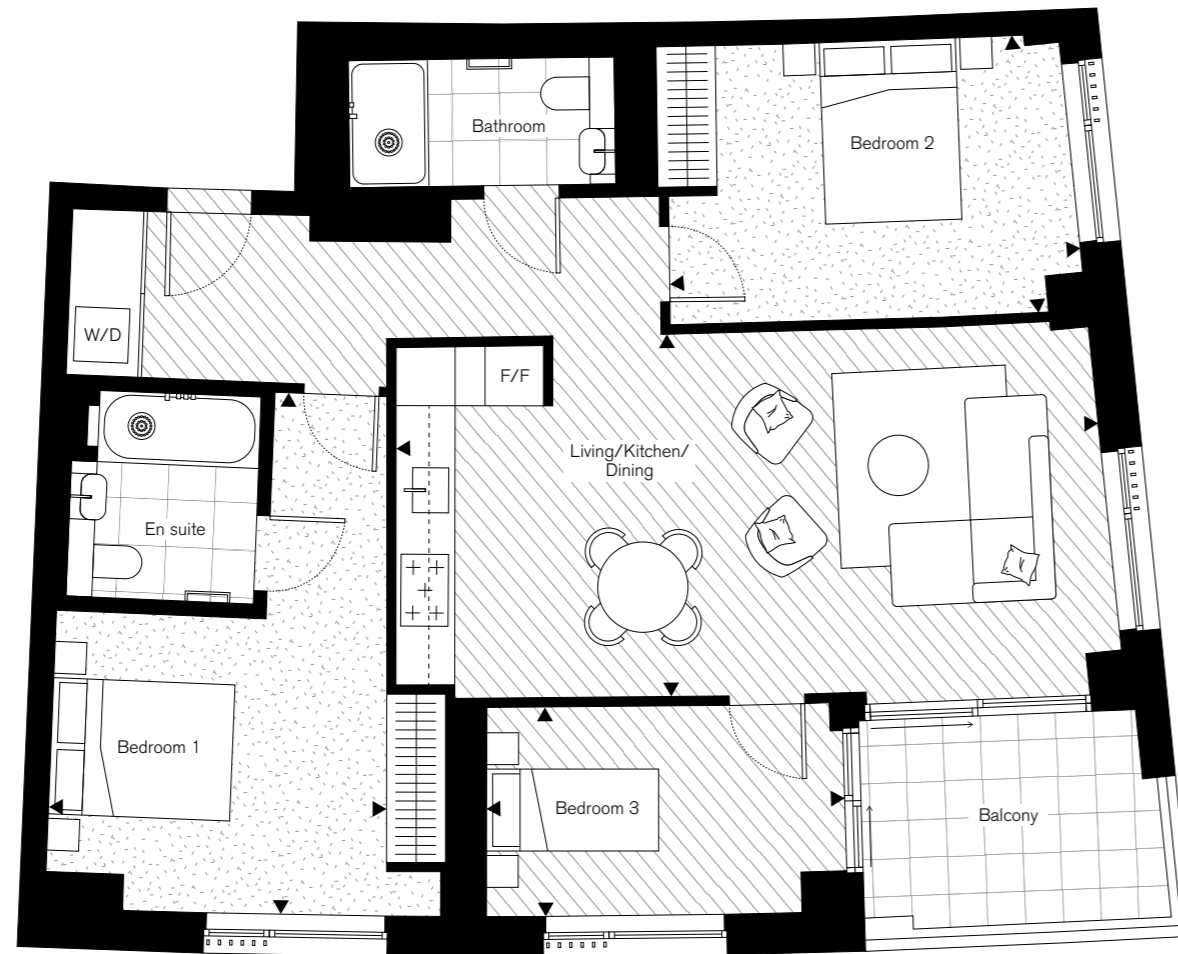 Bathroom
Bedroom 2
W/D
F/F
Living/Kitchen/
Dining
En suite
Bedroom 1
Bedroom 3
Balcony